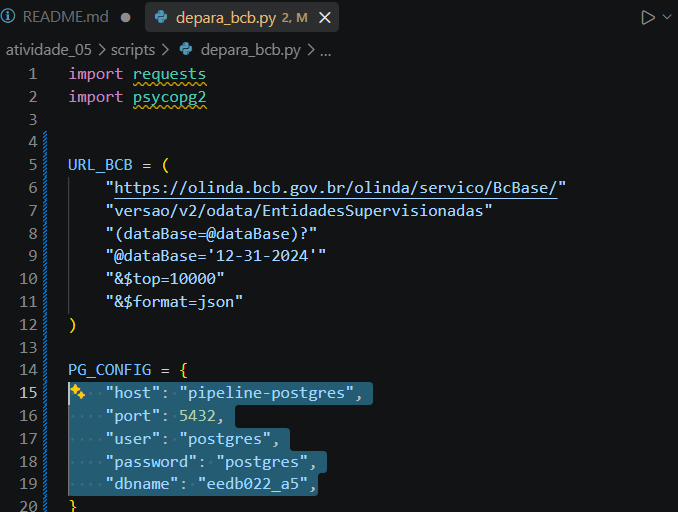 README.md
depara_bcb.py 2, M
atividade_05 > scripts > depara_bcb.py > ...
1 import requests
2 import psycopg2
3
4
5 URL_BCB = (
6 "https://olinda.bcb.gov.br/olinda/servico/BcBase/"
7 "versao/v2/odata/EntidadesSupervisionadas"
8 "(dataBase=@dataBase)?"
9 "@dataBase='12-31-2024'"
10 "&$top=10000"
11 "&$format=json"
12 )
13
14 PG_CONFIG = {
15 "host": "pipeline-postgres",
16 "port": 5432,
17 "user": "postgres",
18 "password": "postgres",
19 "dbname": "eedb022_a5",
20 }